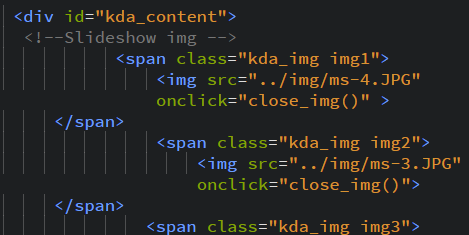 <div id="kda_content">
<!--Slideshow img -->
<span class="kda_img img1">
<img src="../img/ms-4.JPG"
onclick="close_img()" >
</span>
<span class="kda_img img2">
<img src="../img/ms-3.JPG"
onclick="close_img()">
</span>
<span class="kda_img img3">